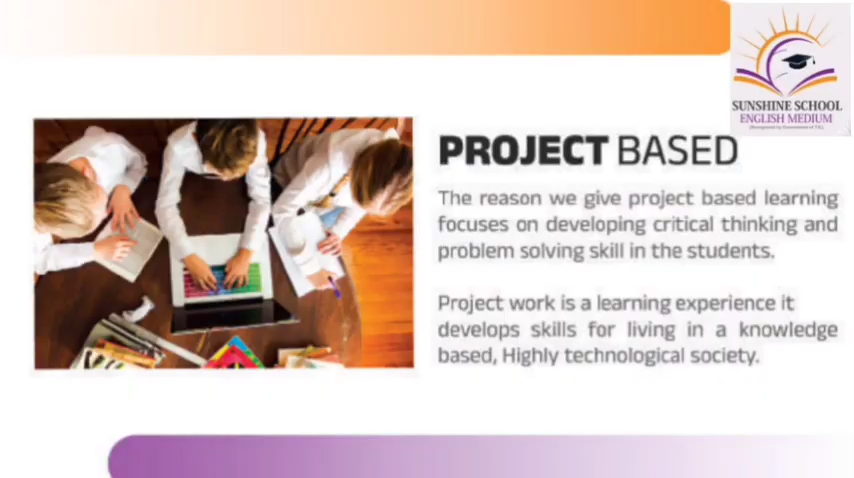 SUNSHINE SCHOOL
ENGLISH MEDIUM
PROJECT BASED
The reason we give project based learning
focuses on developing critical thinking and
problem solving skill in the students.
Project work is a learning experience it
develops skills for living in a knowledge
based, Highly technological society.